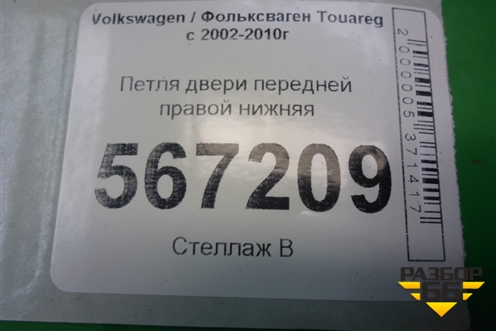 Volkswagen / Фольксваген Touareg
с 2002-2010г
Петля двери передней
правой нижняя
567209
Стеллаж В
2000005371417
РАЗБОР
66